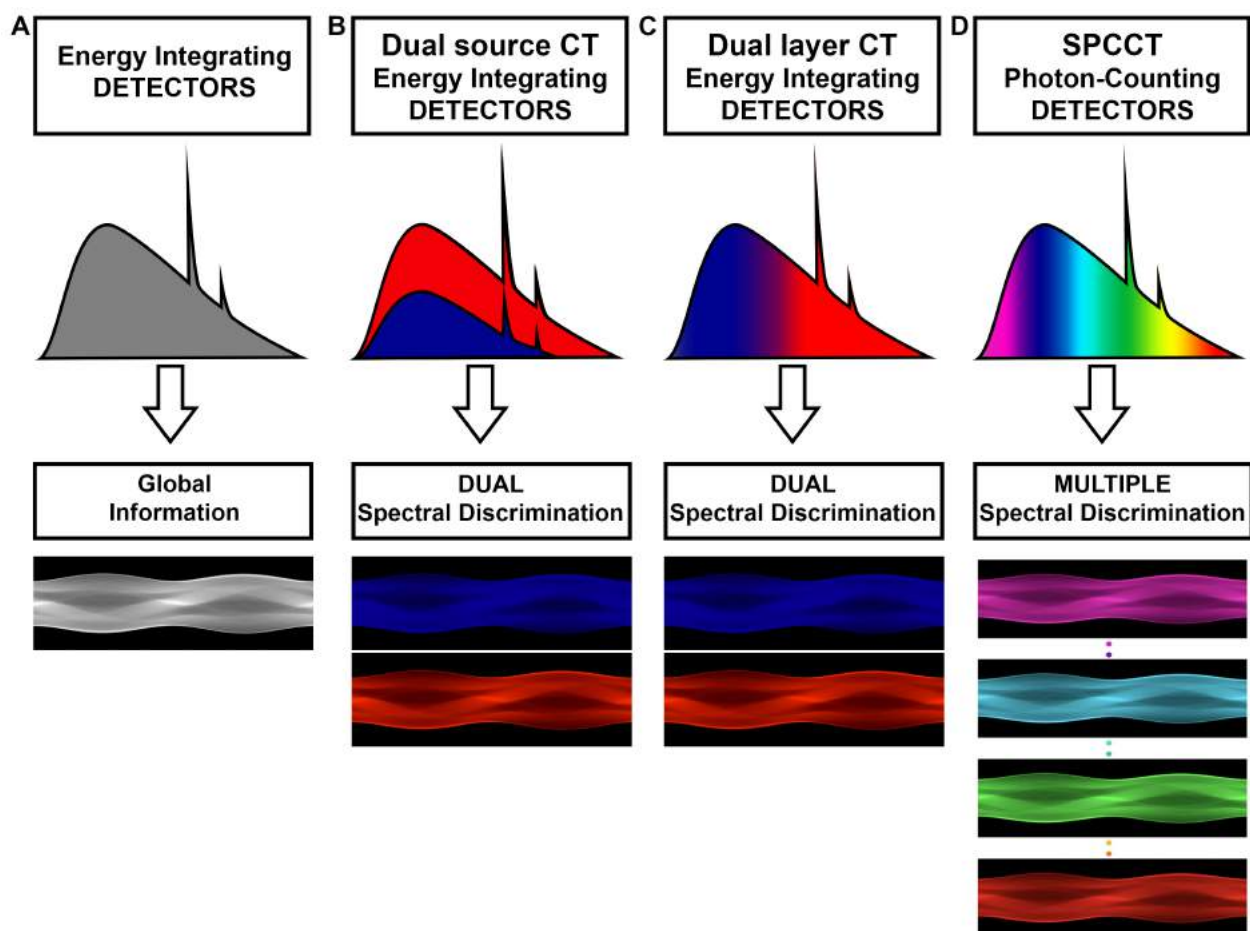 A
Energy Integrating
DETECTORS
B
Dual source CT
Energy Integrating
DETECTORS
C
Dual layer CT
Energy Integrating
DETECTORS
D
SPCCT
Photon-Counting
DETECTORS
Global
Information
DUAL
Spectral Discrimination
DUAL
Spectral Discrimination
MULTIPLE
Spectral Discrimination